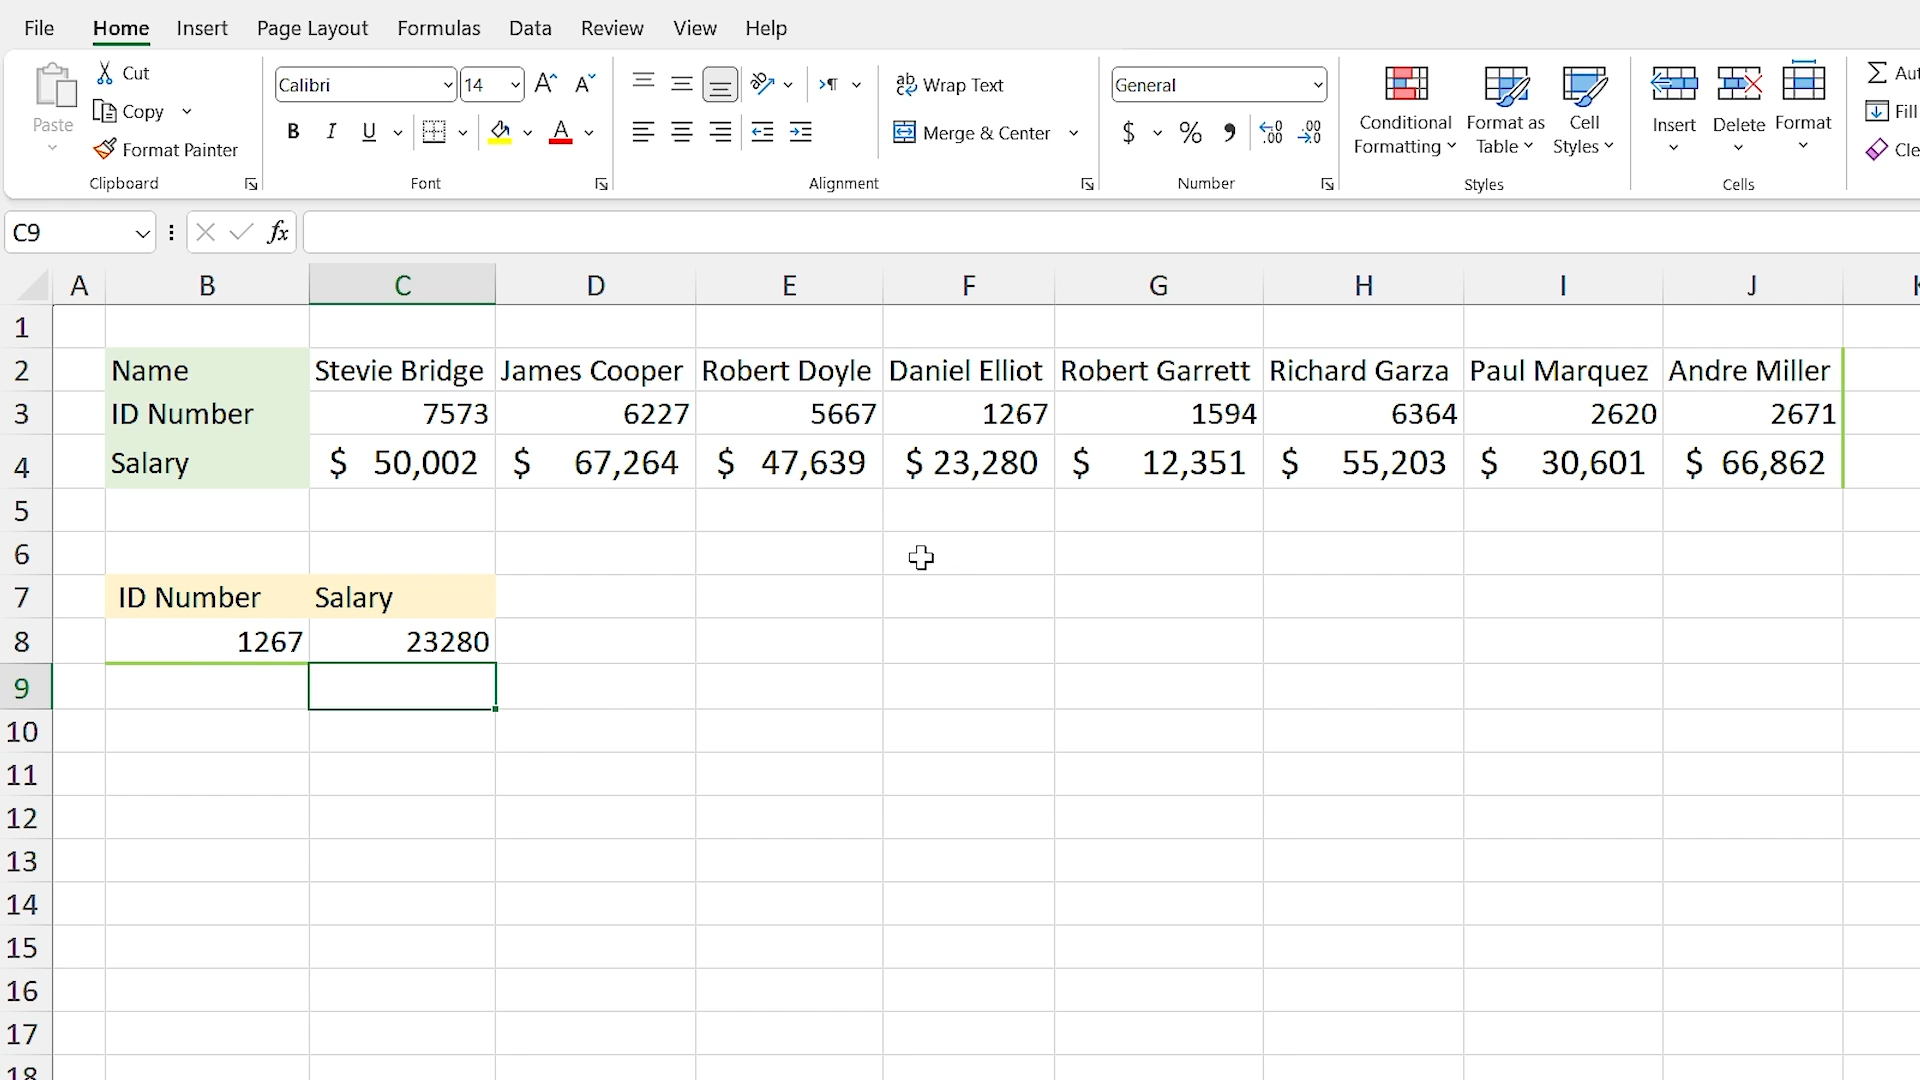 File Home Insert Page Layout Formulas Data Review View Help
Paste Cut Copy Format Painter Clipboard
Calibri 14 A A B I U A Font
ab Wrap Text Merge & Center Alignment
General $ % .00 Number
Conditional Formatting Format as Table Cell Styles Styles
Insert Delete Format Cells
Fill
C9 fx
A B C D E F G H I J
1
2 Name Stevie Bridge James Cooper Robert Doyle Daniel Elliot Robert Garrett Richard Garza Paul Marquez Andre Miller
3 ID Number 7573 6227 5667 1267 1594 6364 2620 2671
4 Salary $ 50,002 $ 67,264 $ 47,639 $ 23,280 $ 12,351 $ 55,203 $ 30,601 $ 66,862
5
6
7 ID Number Salary
8 1267 23280
9
10
11
12
13
14
15
16
17
18